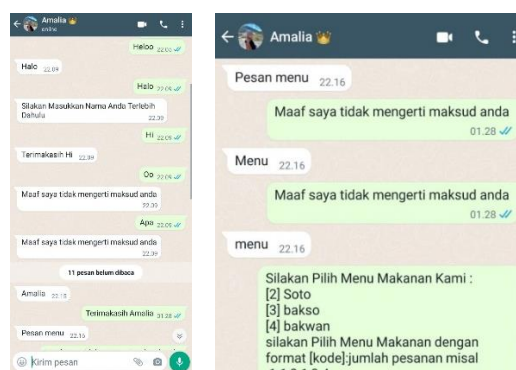 Amalia
online
Heloo 22.09
Halo 22.09
Halo 22.09
Silakan Masukkan Nama Anda Terlebih
Dahulu 22.09
Hi 22.09
Terimakasih Hi 22.09
Oo 22.09
Maaf saya tidak mengerti maksud anda
22.09
Apa 22.09
Maaf saya tidak mengerti maksud anda
22.09
11 pesan belum dibaca
Amalia 22.15
Terimakasih Amalia 01.28
Pesan menu 22.15
Kirim pesan
Amalia
Pesan menu 22.16
Maaf saya tidak mengerti maksud anda
01.28
Menu 22.16
Maaf saya tidak mengerti maksud anda
01.28
menu 22.16
Silakan Pilih Menu Makanan Kami :
[2] Soto
[3] bakso
[4] bakwan
silakan Pilih Menu Makanan dengan
format [kode]:jumlah pesanan misal